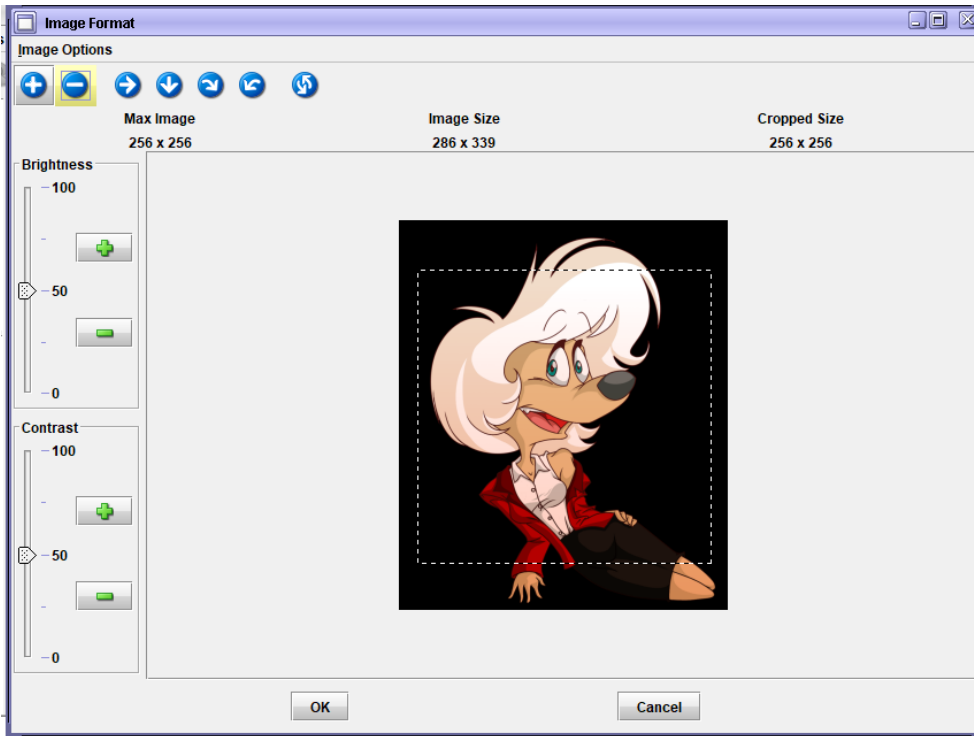 Image Format
Image Options
Max Image Image Size Cropped Size
256 x 256 286 x 339 256 x 256
Brightness
100
50
0
Contrast
100
50
0
OK Cancel